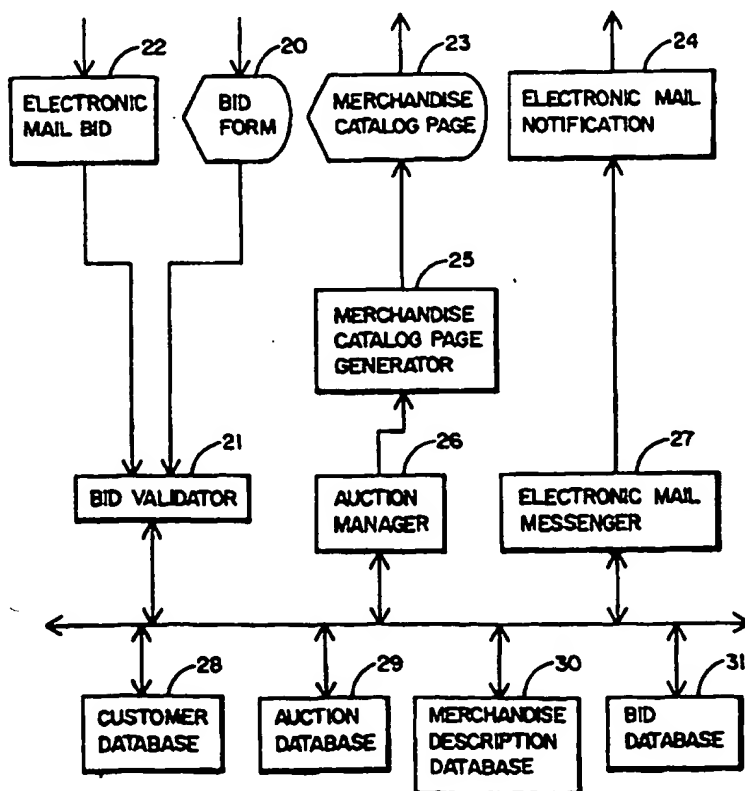 22
20
23
24
ELECTRONIC
MAIL BID
BID
FORM
MERCHANDISE
CATALOG PAGE
ELECTRONIC MAIL
NOTIFICATION
25
MERCHANDISE
CATALOG PAGE
GENERATOR
21
26
27
BID VALIDATOR
AUCTION
MANAGER
ELECTRONIC MAIL
MESSENGER
28
29
30
31
CUSTOMER
DATABASE
AUCTION
DATABASE
MERCHANDISE
DESCRIPTION
DATABASE
BID
DATABASE